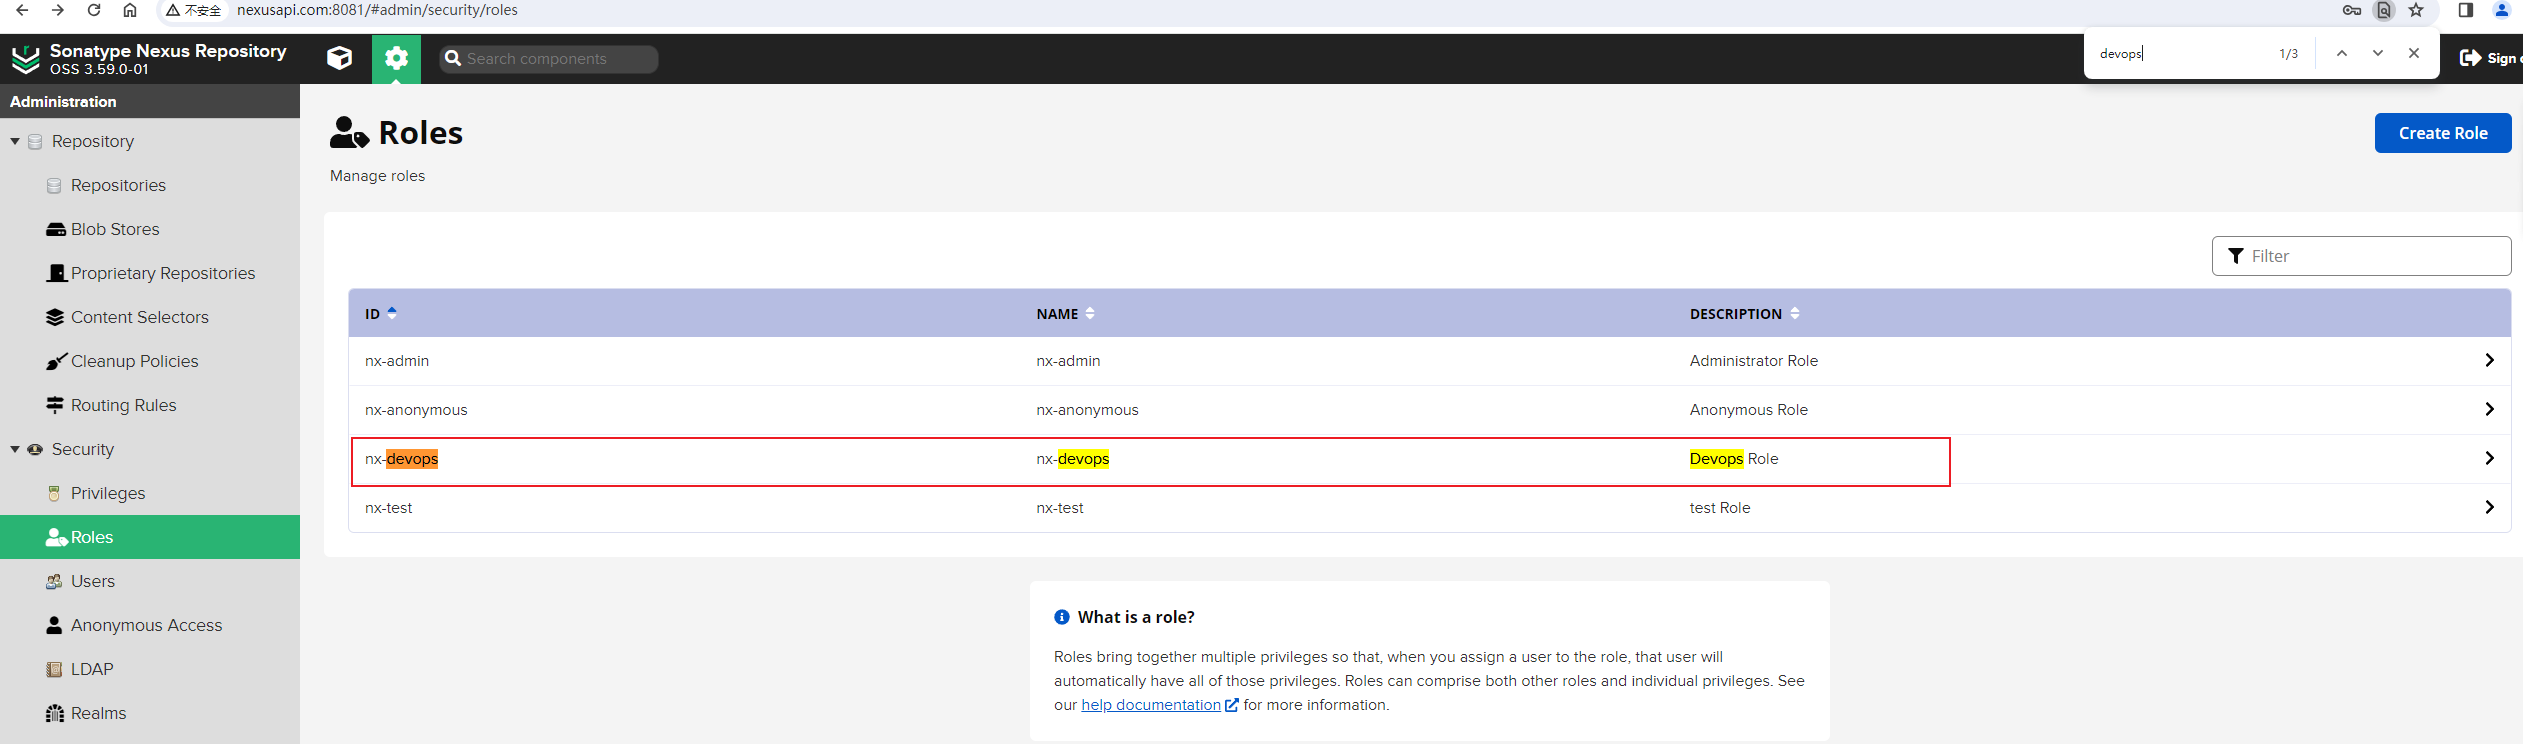 不安全 nexusapi.com:8081/#admin/security/roles
devops 1/3
Sonatype Nexus Repository
OSS 3.59.0-01
Search components
Sign
Administration
Repository
Repositories
Blob Stores
Proprietary Repositories
Content Selectors
Cleanup Policies
Routing Rules
Security
Privileges
Roles
Users
Anonymous Access
LDAP
Realms
Roles
Create Role
Manage roles
Filter
ID NAME DESCRIPTION
nx-admin nx-admin Administrator Role
nx-anonymous nx-anonymous Anonymous Role
nx-devops nx-devops Devops Role
nx-test nx-test test Role
What is a role?
Roles bring together multiple privileges so that, when you assign a user to the role, that user will
automatically have all of those privileges. Roles can comprise both other roles and individual privileges. See
our help documentation for more information.